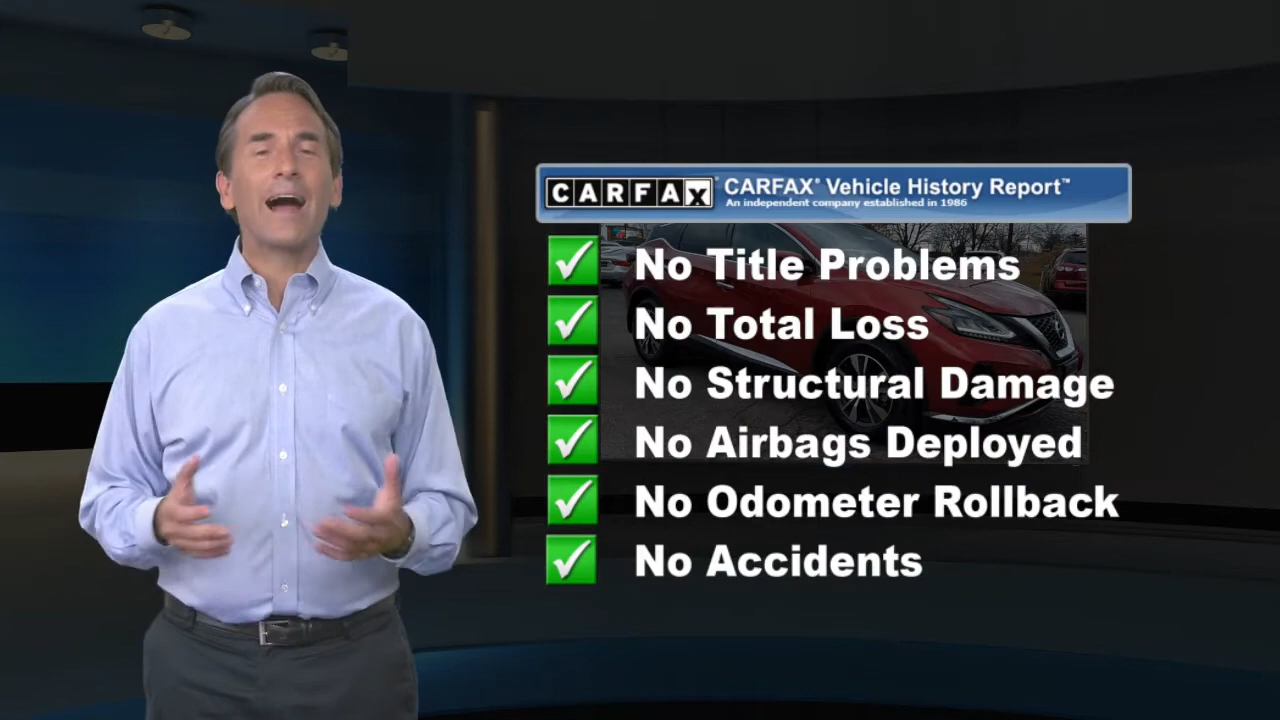 CARFAX
CARFAX® Vehicle History Report™
An independent company established in 1986
No Title Problems
No Total Loss
No Structural Damage
No Airbags Deployed
No Odometer Rollback
No Accidents